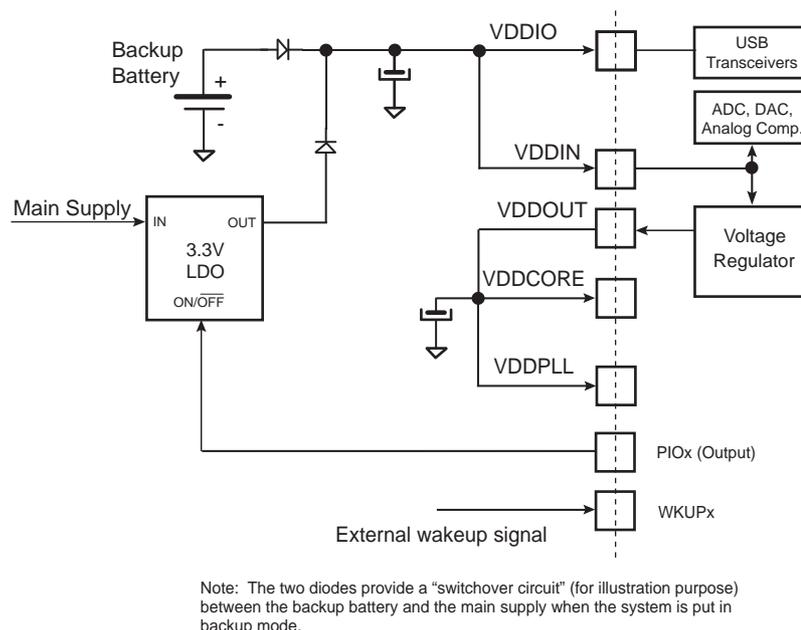 VDDIO
USB
Transceivers
Backup
Battery
+
-
ADC, DAC,
Analog Comp.
VDDIN
Main Supply
IN
OUT
3.3V
LDO
ON/OFF
VDDOUT
Voltage
Regulator
VDDCORE
VDDPLL
PIOx (Output)
WKUPx
External wakeup signal
Note: The two diodes provide a “switchover circuit” (for illustration purpose)
between the backup battery and the main supply when the system is put in
backup mode.